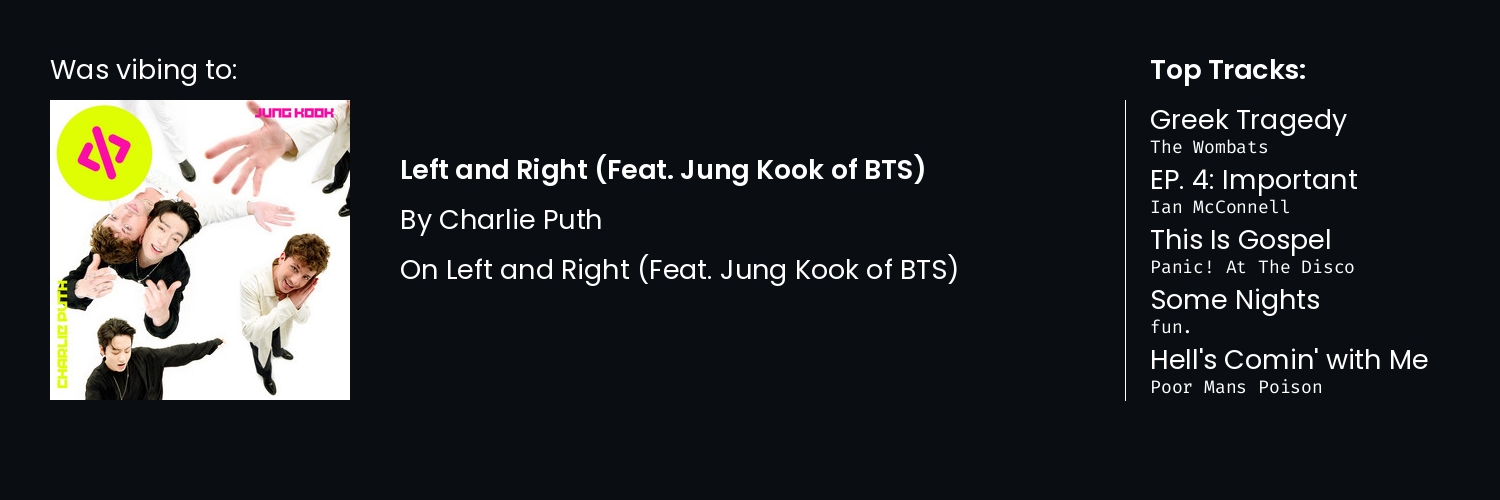 Was vibing to:
JUNG KOOK
CHARLIE PUTH
Left and Right (Feat. Jung Kook of BTS)
By Charlie Puth
On Left and Right (Feat. Jung Kook of BTS)
Top Tracks:
Greek Tragedy
The Wombats
EP. 4: Important
Ian McConnell
This Is Gospel
Panic! At The Disco
Some Nights
fun.
Hell's Comin' with Me
Poor Mans Poison